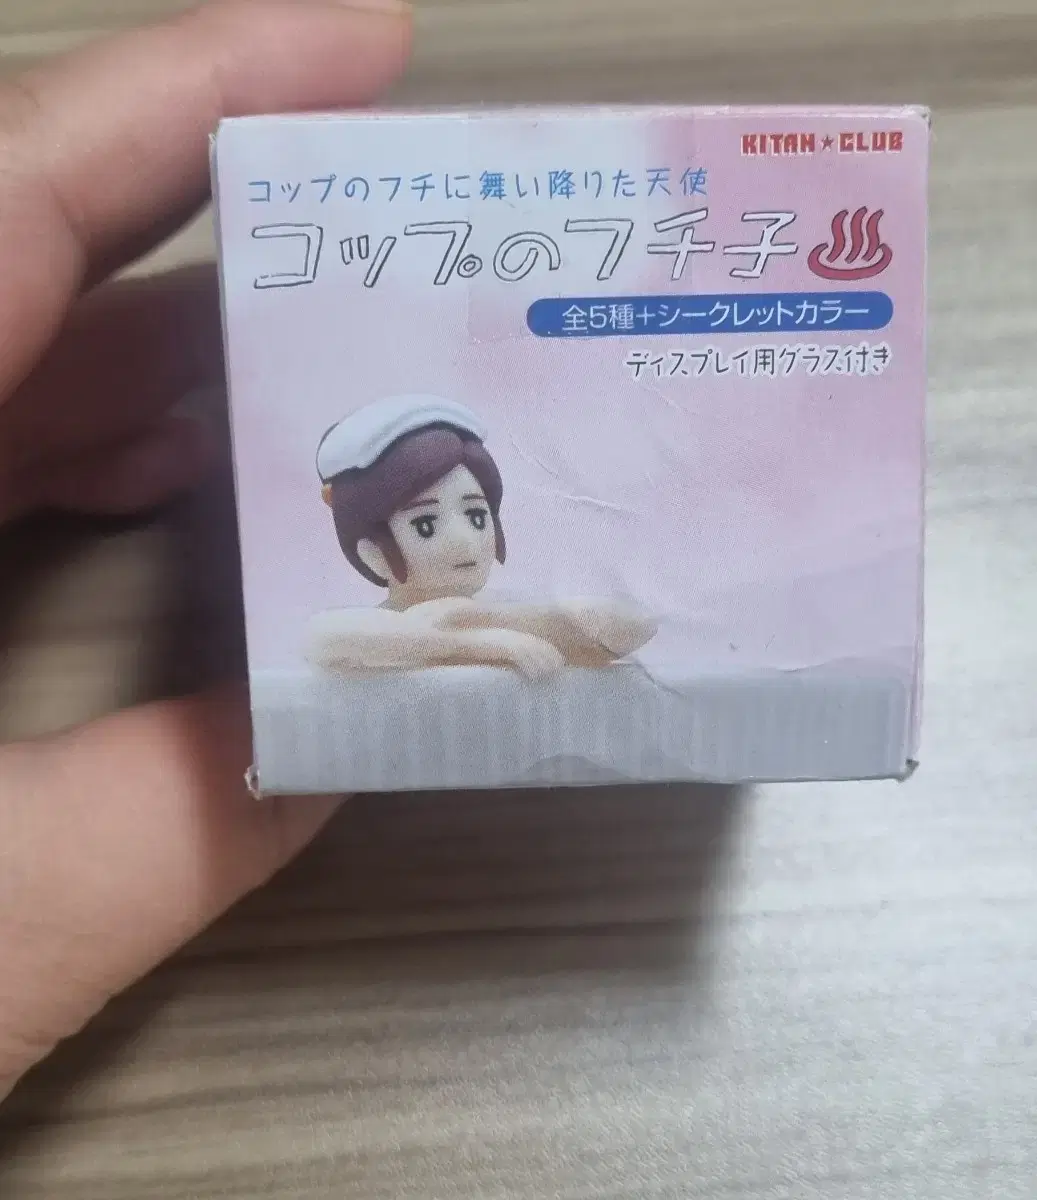 KITAN★CLUB
コップのフチに舞い降りた天使
コップのフチ子♨
全5種+シークレットカラー
ディスプレイ用グラス付き